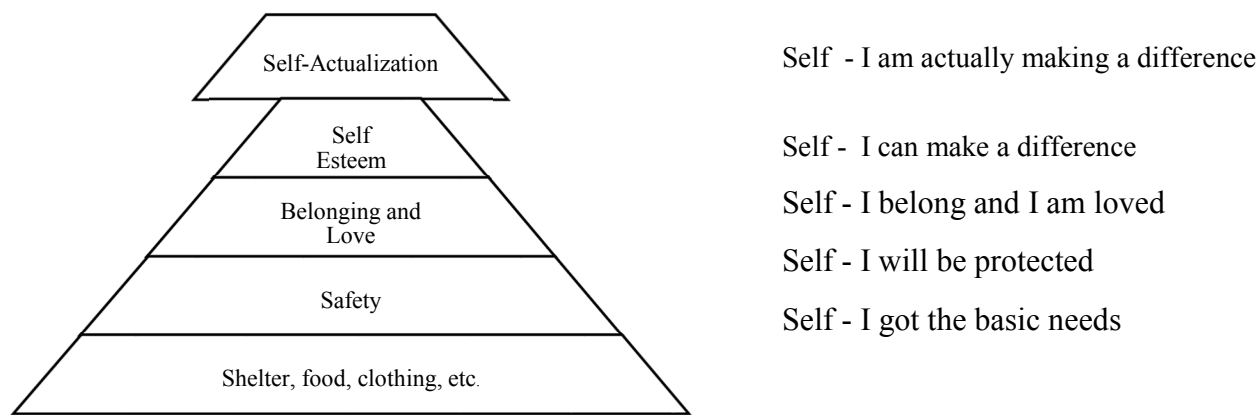 Self-Actualization
Self
Esteem
Belonging and
Love
Safety
Shelter, food, clothing, etc.
Self - I am actually making a difference
Self - I can make a difference
Self - I belong and I am loved
Self - I will be protected
Self - I got the basic needs